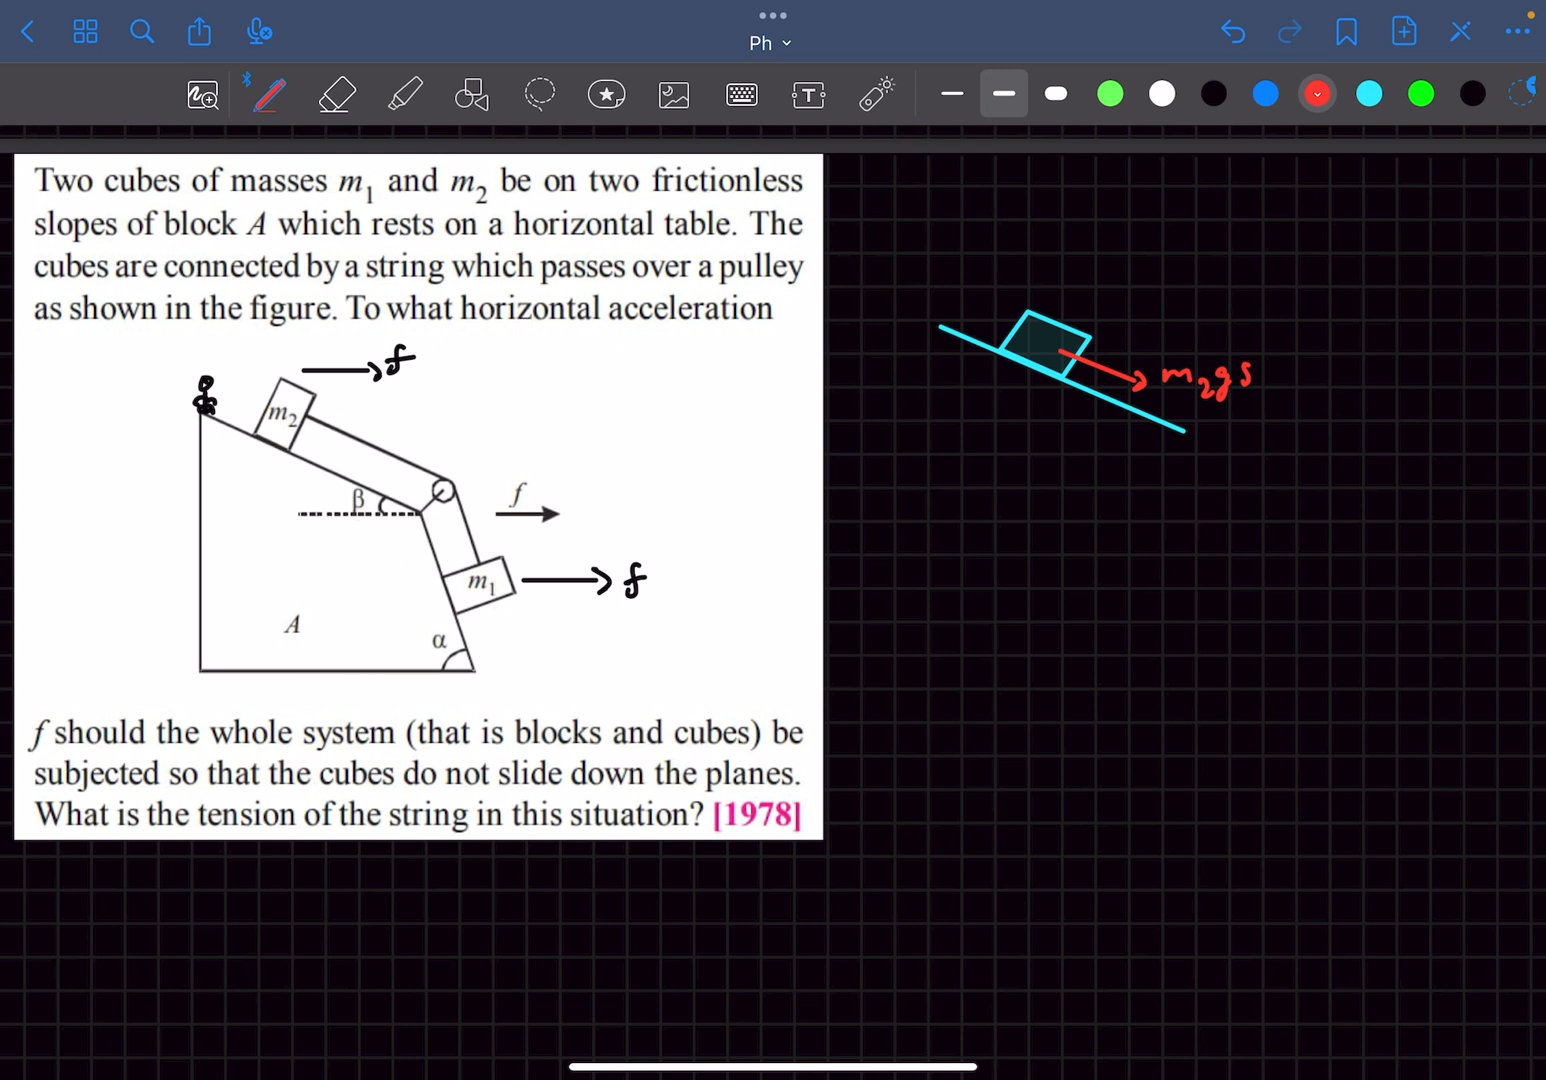 Ph
T
Two cubes of masses m₁ and m₂ be on two frictionless
slopes of block A which rests on a horizontal table. The
cubes are connected by a string which passes over a pulley
as shown in the figure. To what horizontal acceleration
f
m₂
β
f
m₁
f
A
α
f should the whole system (that is blocks and cubes) be
subjected so that the cubes do not slide down the planes.
What is the tension of the string in this situation? [1978]
m₂gs